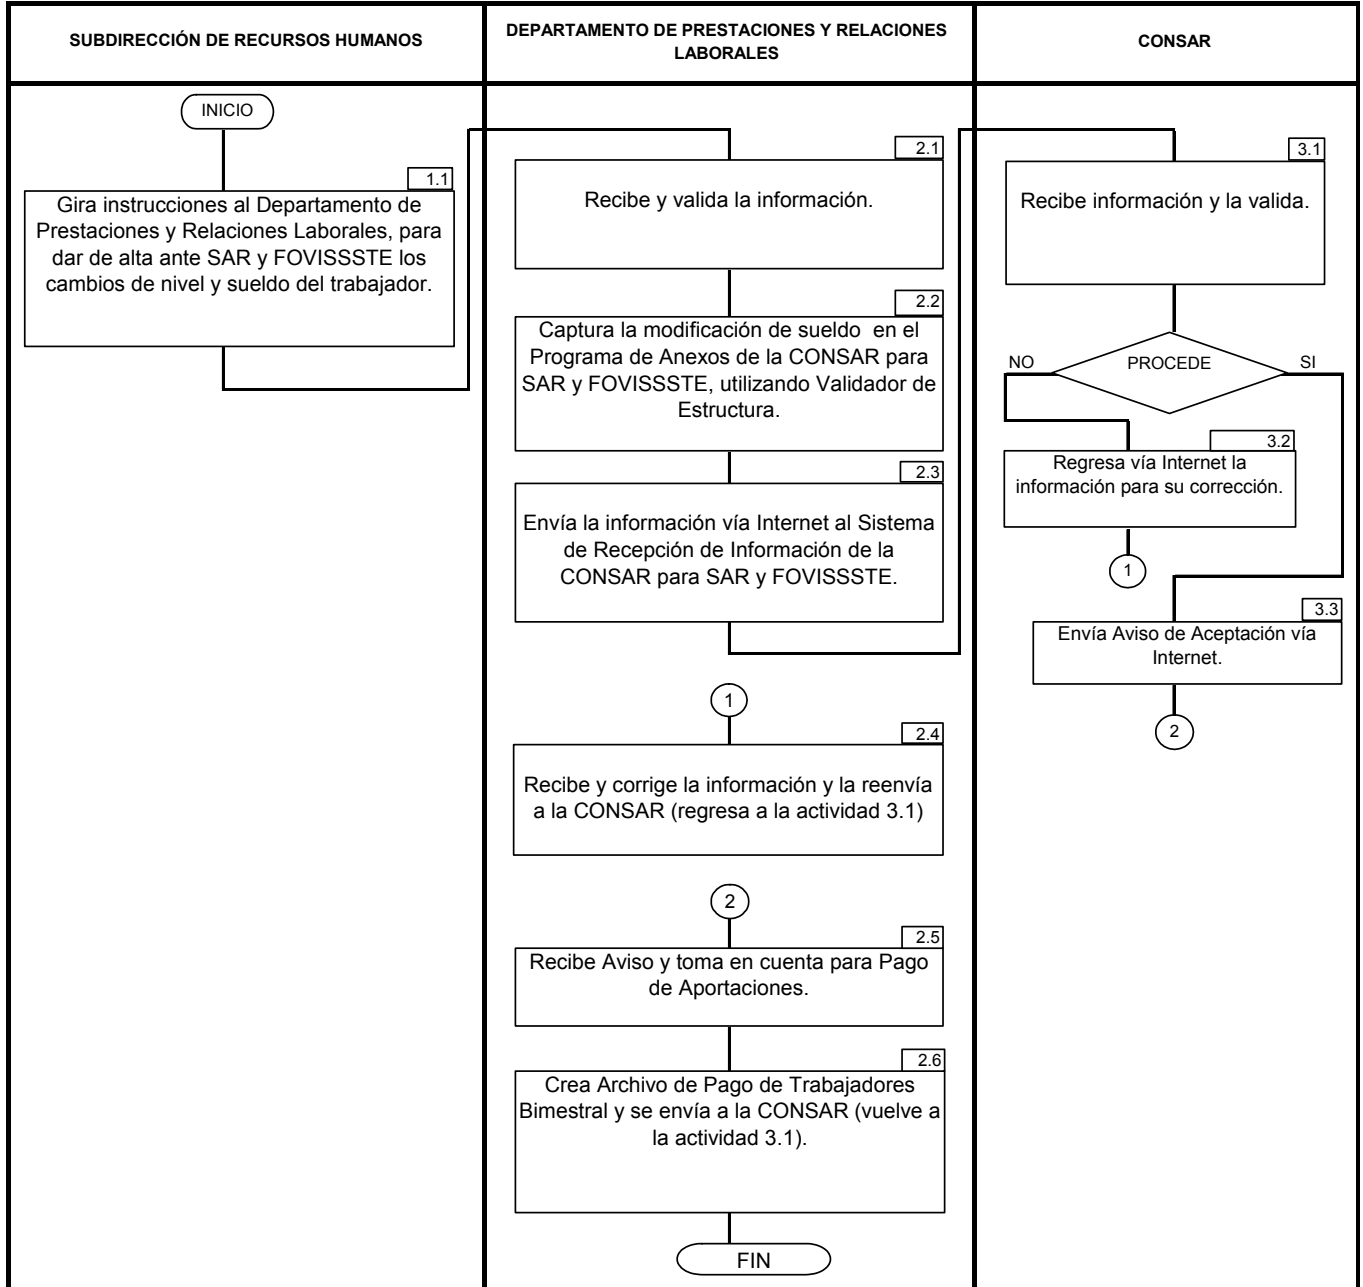 SUBDIRECCIÓN DE RECURSOS HUMANOS
DEPARTAMENTO DE PRESTACIONES Y RELACIONES
LABORALES
CONSAR
INICIO
1.1
Gira instrucciones al Departamento de
Prestaciones y Relaciones Laborales, para
dar de alta ante SAR y FOVISSSTE los
cambios de nivel y sueldo del trabajador.
2.1
Recibe y valida la información.
2.2
Captura la modificación de sueldo en el
Programa de Anexos de la CONSAR para
SAR y FOVISSSTE, utilizando Validador de
Estructura.
2.3
Envía la información vía Internet al Sistema
de Recepción de Información de la
CONSAR para SAR y FOVISSSTE.
1
2.4
Recibe y corrige la información y la reenvía
a la CONSAR (regresa a la actividad 3.1)
2
2.5
Recibe Aviso y toma en cuenta para Pago
de Aportaciones.
2.6
Crea Archivo de Pago de Trabajadores
Bimestral y se envía a la CONSAR (vuelve a
la actividad 3.1).
FIN
3.1
Recibe información y la valida.
NO
PROCEDE
SI
3.2
Regresa vía Internet la
información para su corrección.
1
3.3
Envía Aviso de Aceptación vía
Internet.
2